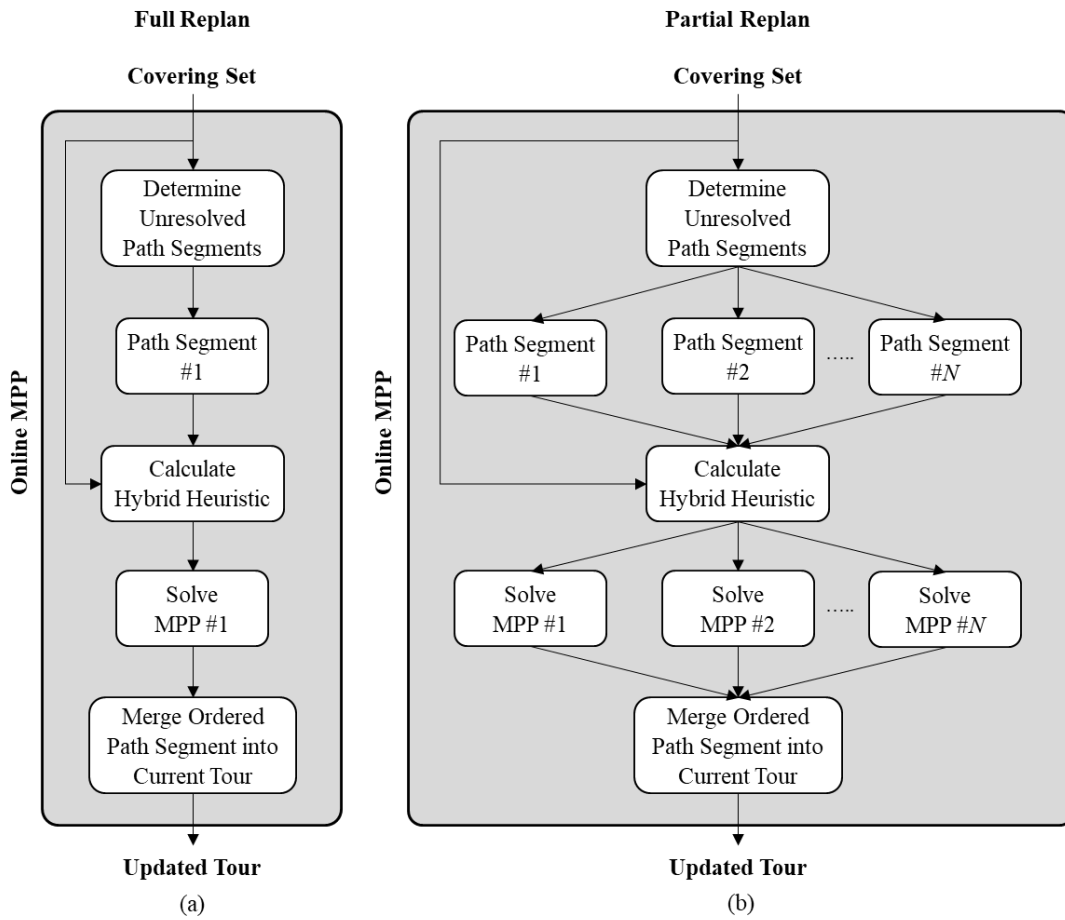 Full Replan
Covering Set
Online MPP
Determine
Unresolved
Path Segments
Path Segment
#1
Calculate
Hybrid Heuristic
Solve
MPP #1
Merge Ordered
Path Segment into
Current Tour
Updated Tour
(a)
Partial Replan
Covering Set
Online MPP
Determine
Unresolved
Path Segments
Path Segment
#1
Path Segment
#2
.....
Path Segment
#N
Calculate
Hybrid Heuristic
Solve
MPP #1
Solve
MPP #2
.....
Solve
MPP #N
Merge Ordered
Path Segment into
Current Tour
Updated Tour
(b)